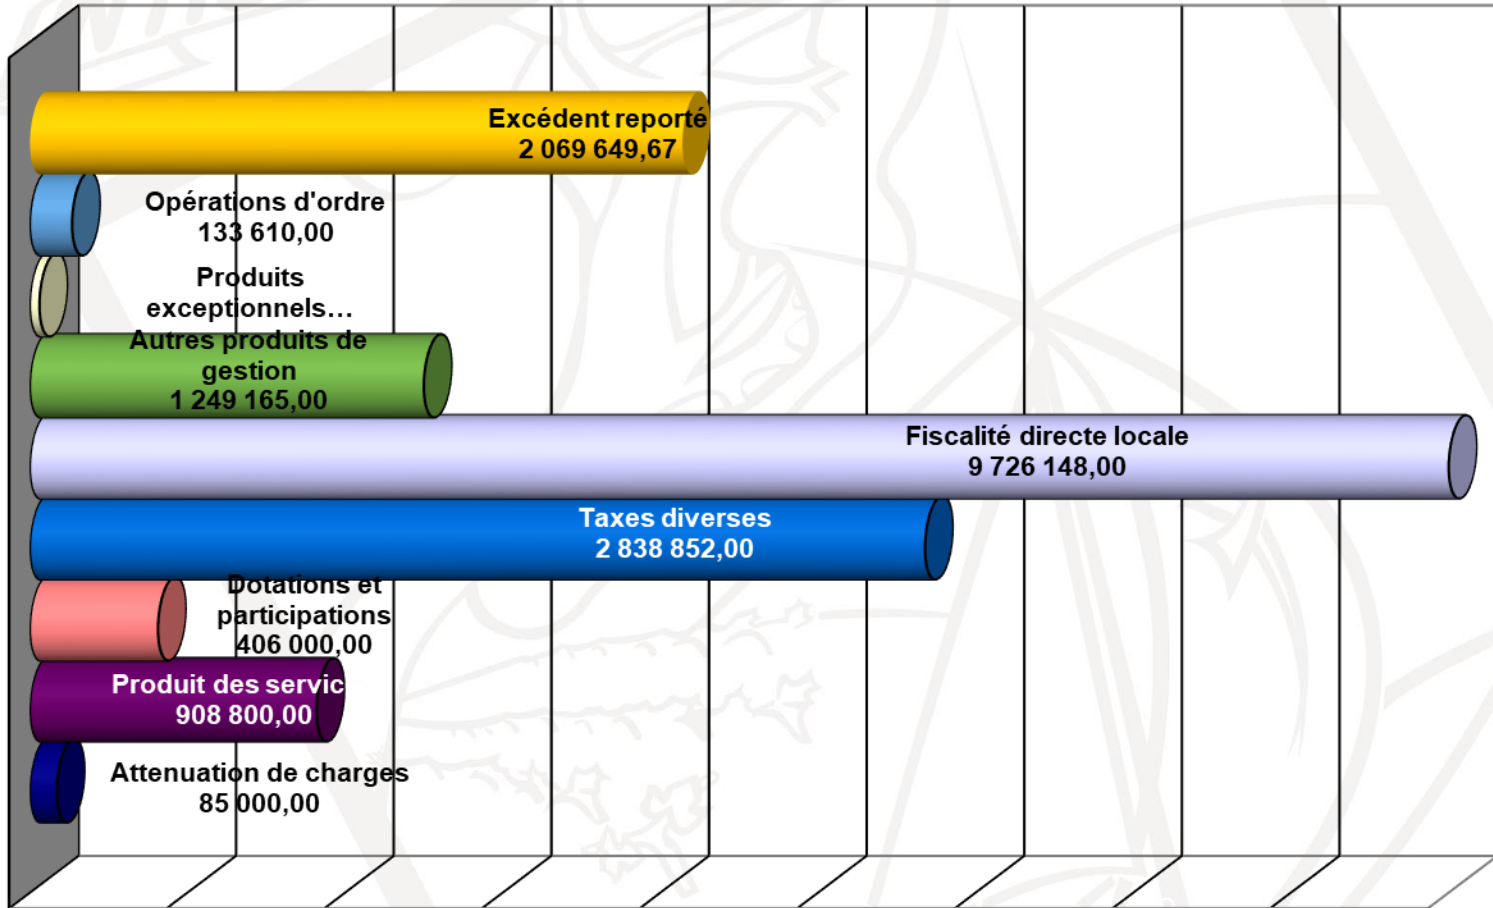 Excédent reporté
2 069 649,67
Opérations d'ordre
133 610,00
Produits
exceptionnels…
Autres produits de
gestion
1 249 165,00
Fiscalité directe locale
9 726 148,00
Taxes diverses
2 838 852,00
Dotations et
participations
406 000,00
Produit des servic
908 800,00
Attenuation de charges
85 000,00